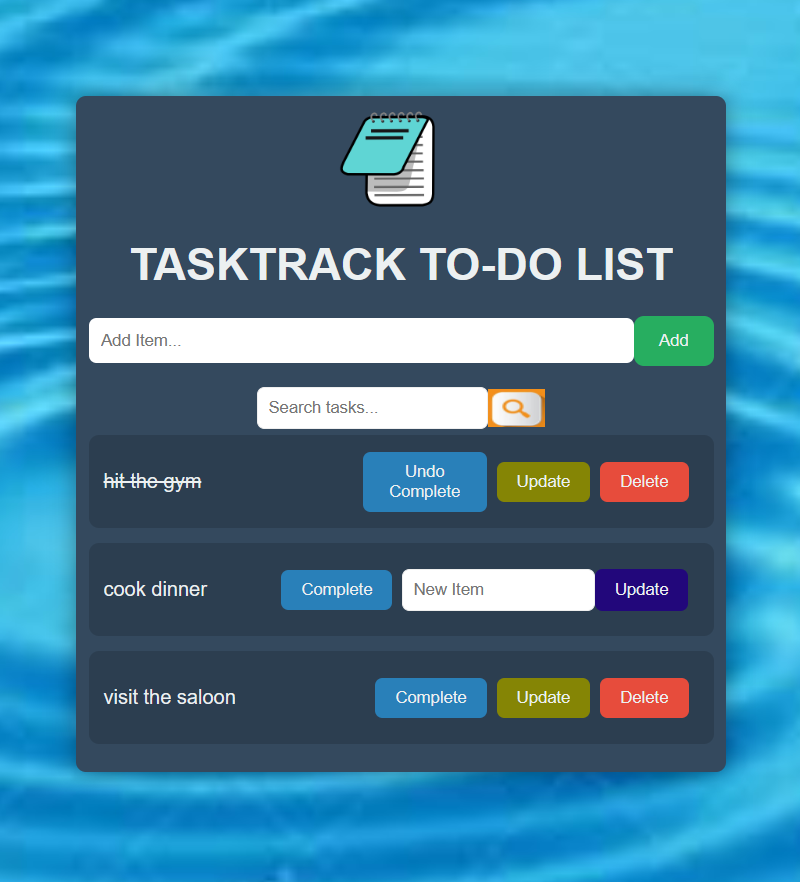 TASKTRACK TO-DO LIST
Add Item...
Add
Search tasks...
hit the gym
Undo
Complete
Update
Delete
cook dinner
Complete
New Item
Update
visit the saloon
Complete
Update
Delete